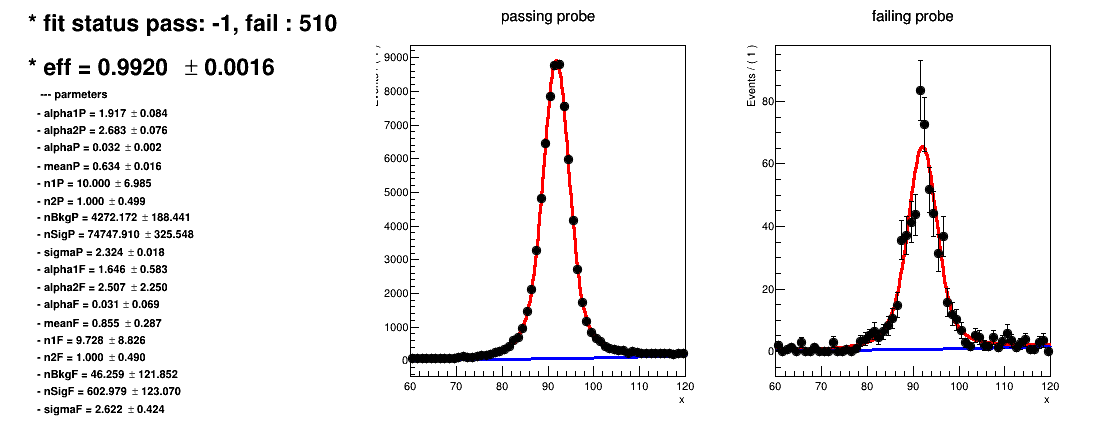 * fit status pass: -1, fail : 510
* eff = 0.9920 ± 0.0016
--- parmeters
- alpha1P = 1.917 ± 0.084
- alpha2P = 2.683 ± 0.076
- alphaP = 0.032 ± 0.002
- meanP = 0.634 ± 0.016
- n1P = 10.000 ± 6.985
- n2P = 1.000 ± 0.499
- nBkgP = 4272.172 ± 188.441
- nSigP = 74747.910 ± 325.548
- sigmaP = 2.324 ± 0.018
- alpha1F = 1.646 ± 0.583
- alpha2F = 2.507 ± 2.250
- alphaF = 0.031 ± 0.069
- meanF = 0.855 ± 0.287
- n1F = 9.728 ± 8.826
- n2F = 1.000 ± 0.490
- nBkgF = 46.259 ± 121.852
- nSigF = 602.979 ± 123.070
- sigmaF = 2.622 ± 0.424
passing probe
9000
8000
7000
6000
5000
4000
3000
2000
1000
0
60 70 80 90 100 110 120
x
failing probe
Events / ( 1 )
80
60
40
20
0
60 70 80 90 100 110 120
x